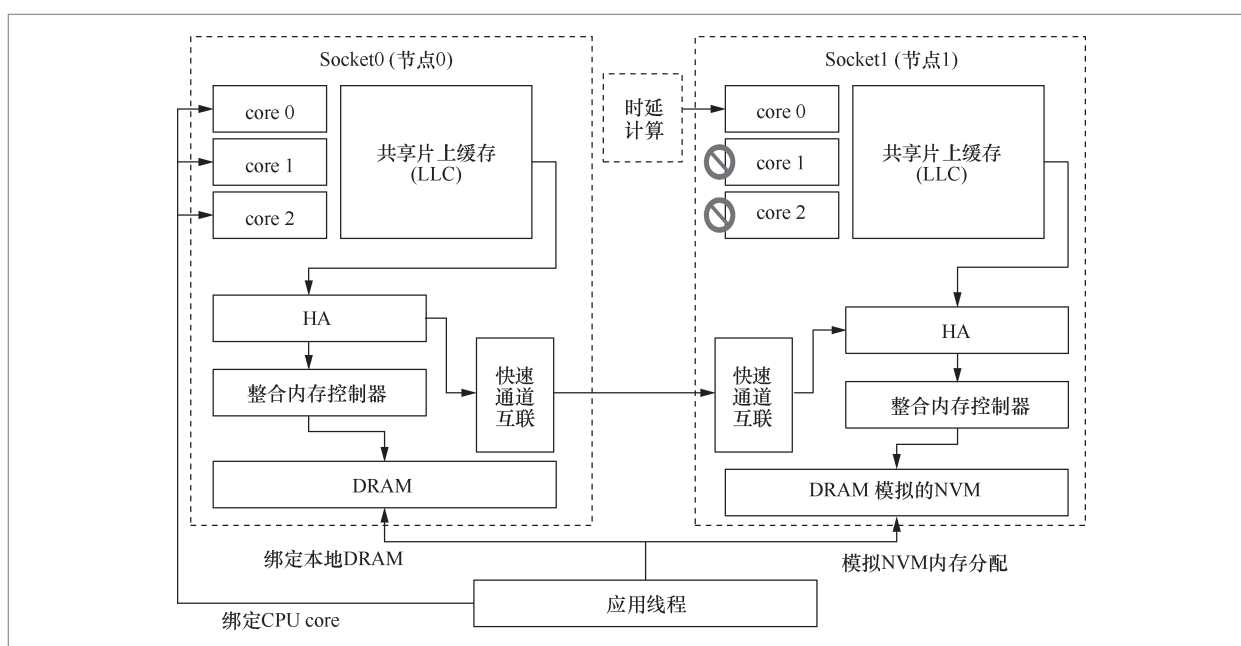 Socket0 (节点0)
core 0
core 1
core 2
共享片上缓存
(LLC)
HA
整合内存控制器
快速
通道
互联
DRAM
时延
计算
Socket1 (节点1)
core 0
core 1
core 2
共享片上缓存
(LLC)
快速
通道
互联
HA
整合内存控制器
DRAM 模拟的NVM
绑定本地DRAM
模拟NVM内存分配
应用线程
绑定CPU core